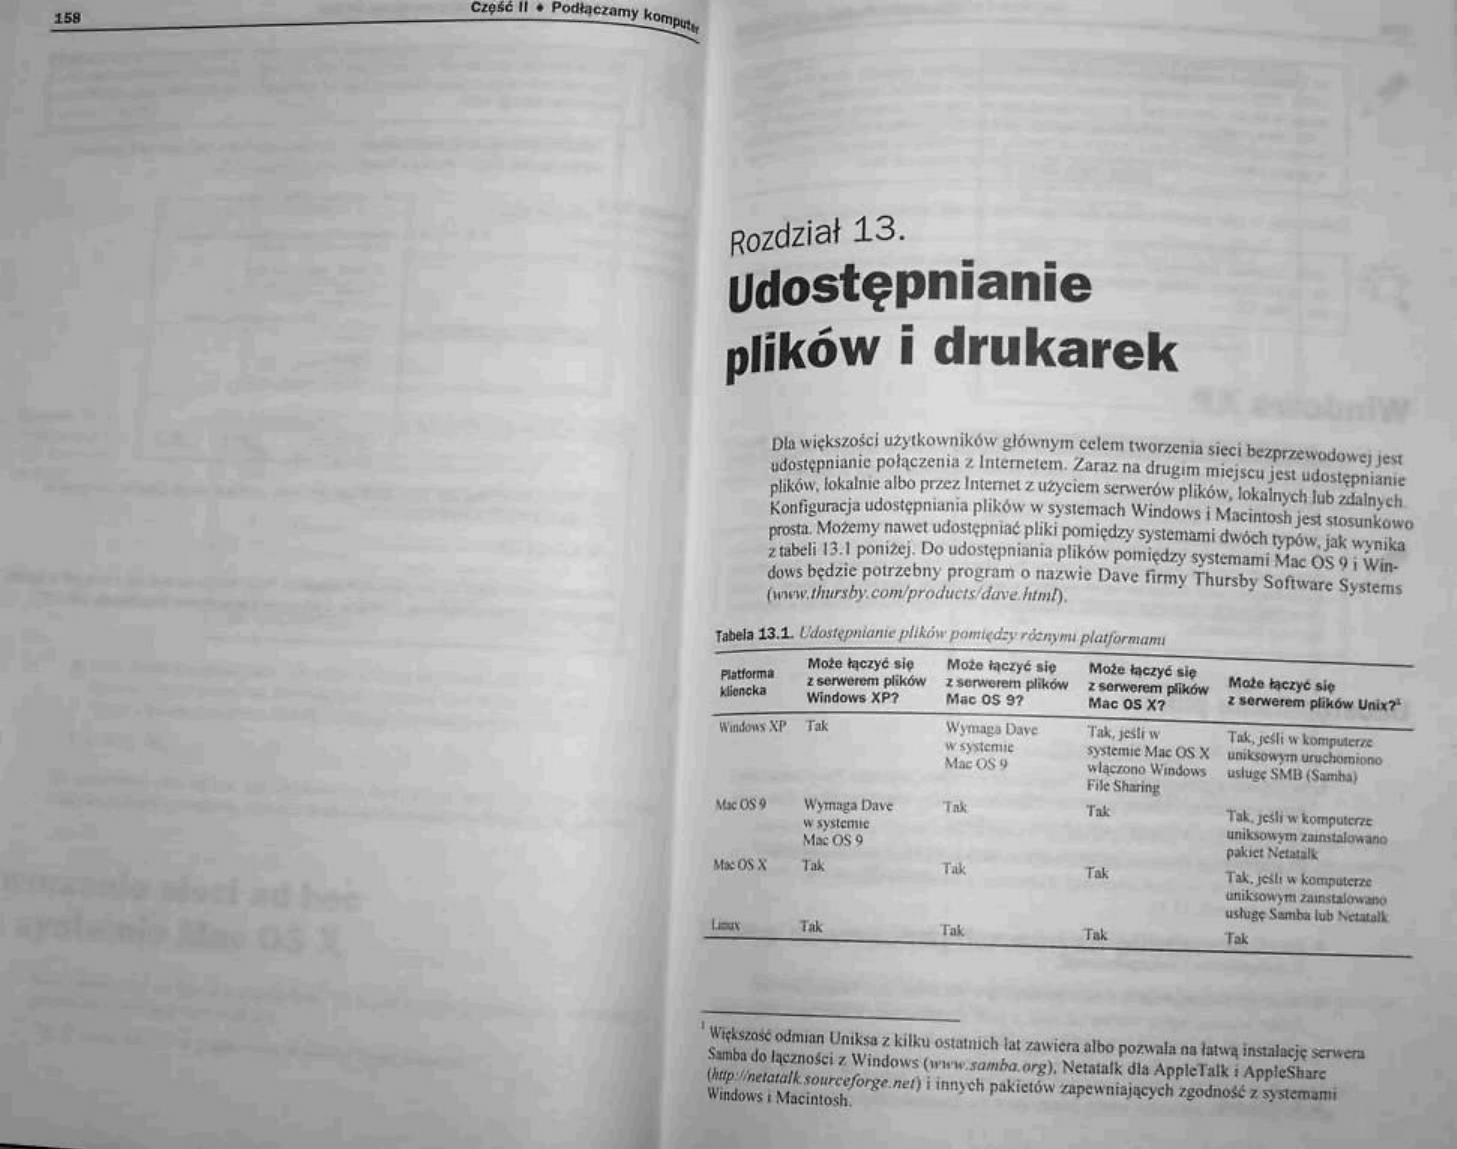 158
Część II ♦ Podłączamy komputer
Rozdział 13.
Udostępnianie
plików i drukarek
Dla większości użytkowników głównym celem tworzenia sieci bezprzewodowej jest
udostępnianie połączenia z Internetem. Zaraz na drugim miejscu jest udostępnianie
plików, lokalnie albo przez Internet z użyciem serwerów plików, lokalnych lub zdalnych.
Konfiguracja udostępniania plików w systemach Windows i Macintosh jest stosunkowo
prosta. Możemy nawet udostępniać pliki pomiędzy systemami dwóch typów, jak wynika
z tabeli 13.1 poniżej. Do udostępniania plików pomiędzy systemami Mac OS 9 i Win-
dows będzie potrzebny program o nazwie Dave firmy Thursby Software Systems
(www.thursby.com/products/dave.html).
Tabela 13.1. Udostępnianie plików pomiędzy różnymi platformami
Platforma
kliencka
Może łączyć się
z serwerem plików
Windows XP?
Może łączyć się
z serwerem plików
Mac OS 9?
Może łączyć się
z serwerem plików
Mac OS X?
Może łączyć się
z serwerem plików Unix?¹
Windows XP
Tak
Wymaga Dave
w systemie
Mac OS 9
Tak, jeśli w
systemie Mac OS X
włączono Windows
File Sharing
Tak, jeśli w komputerze
uniksowym uruchomiono
usługę SMB (Samba)
Mac OS 9
Wymaga Dave
w systemie
Mac OS 9
Tak
Tak
Tak, jeśli w komputerze
uniksowym zainstalowano
pakiet Netatalk
Mac OS X
Tak
Tak
Tak
Tak, jeśli w komputerze
uniksowym zainstalowano
usługę Samba lub Netatalk
Linux
Tak
Tak
Tak
Tak
¹ Większość odmian Uniksa z kilku ostatnich lat zawiera albo pozwala na łatwą instalację serwera
Samba do łączności z Windows (www.samba.org), Netatalk dla AppleTalk i AppleShare
(http://netatalk.sourceforge.net) i innych pakietów zapewniających zgodność z systemami
Windows i Macintosh.